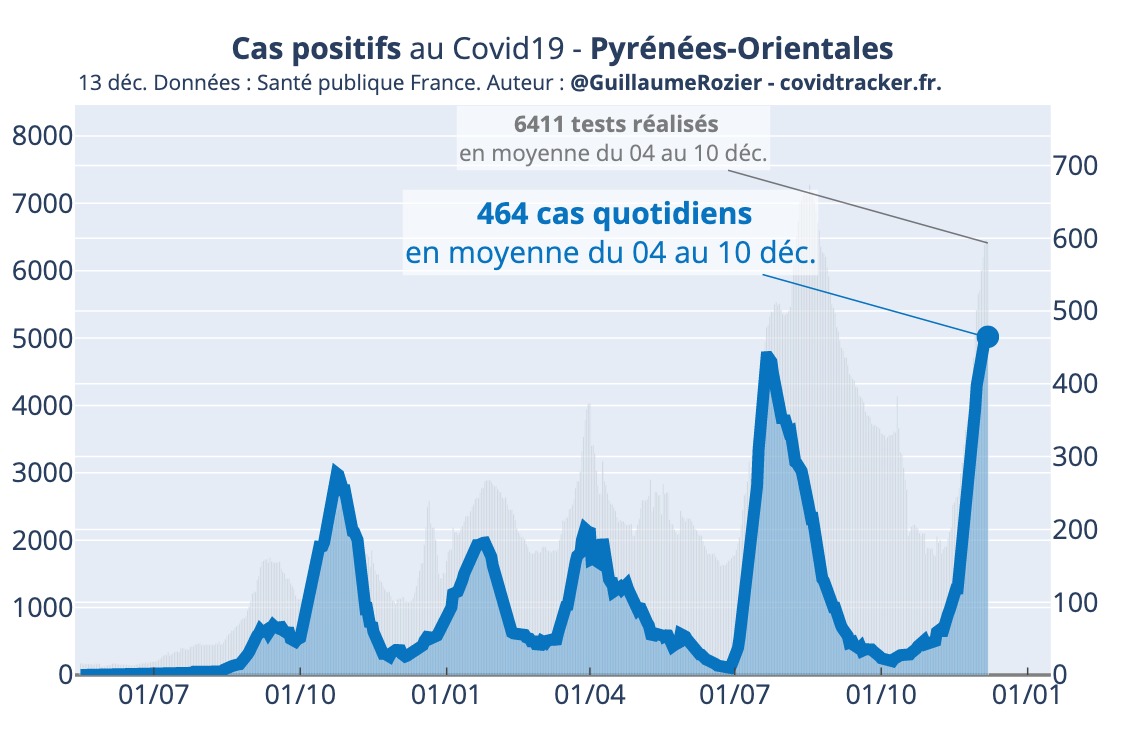 Cas positifs au Covid19 - Pyrénées-Orientales
13 déc. Données : Santé publique France. Auteur : @GuillaumeRozier - covidtracker.fr.
6411 tests réalisés
en moyenne du 04 au 10 déc.
464 cas quotidiens
en moyenne du 04 au 10 déc.
8000
7000
6000
5000
4000
3000
2000
1000
0
700
600
500
400
300
200
100
0
01/07 01/10 01/01 01/04 01/07 01/10 01/01